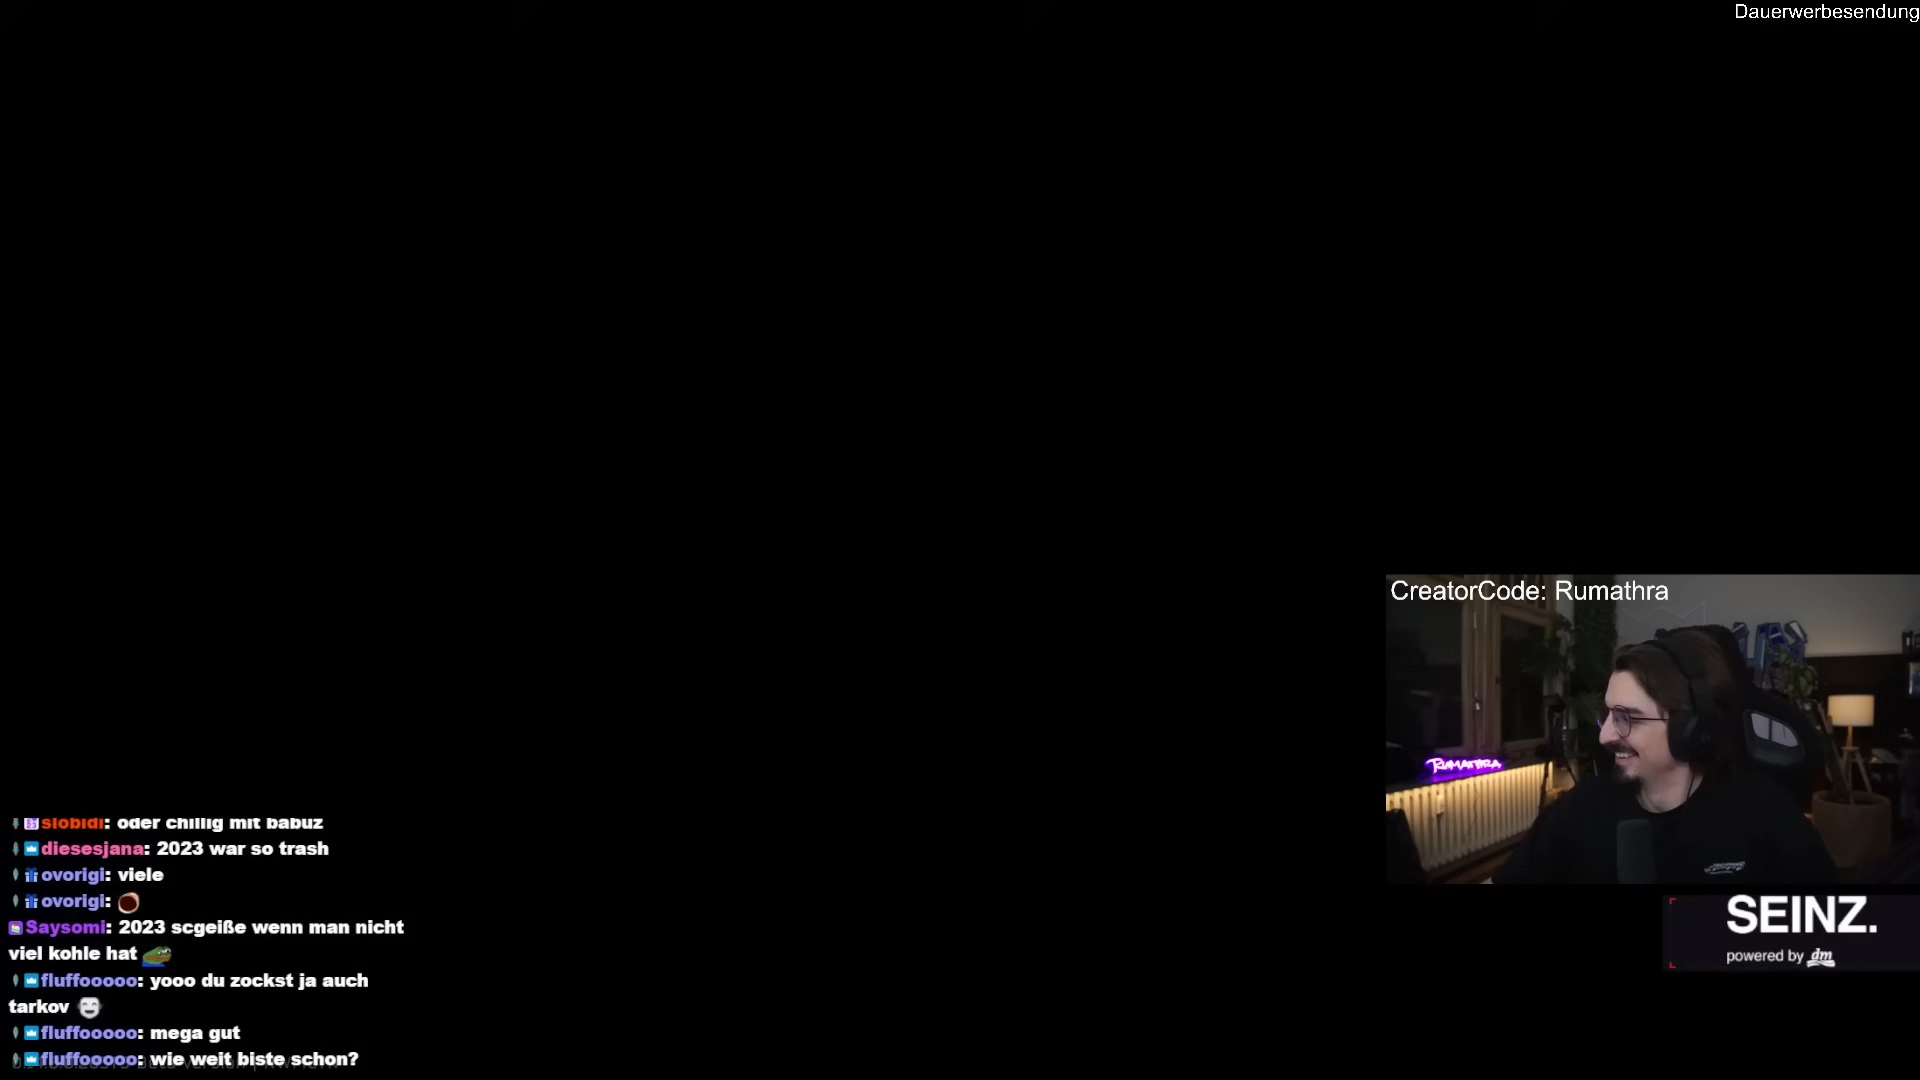 Dauerwerbesendung
CreatorCode: Rumathra
RUMATHRA
slobidi: oder chillig mit babuz
diesesjana: 2023 war so trash
ovorigi: viele
ovorigi:
Saysomi: 2023 scgeiße wenn man nicht
viel kohle hat
fluffooooo: yooo du zockst ja auch
tarkov
fluffooooo: mega gut
fluffooooo: wie weit biste schon?
SEINZ.
powered by dm